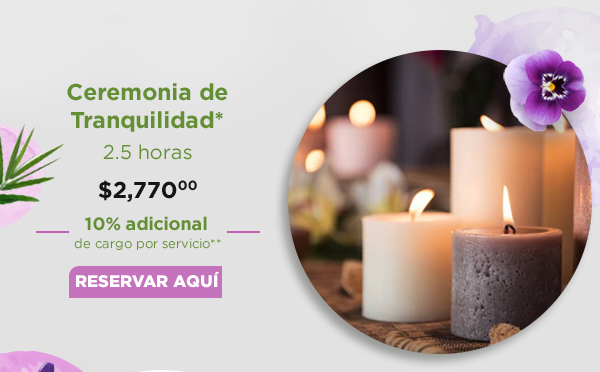 Ceremonia de
Tranquilidad*
2.5 horas
$2,770⁰⁰
10% adicional
de cargo por servicio**
RESERVAR AQUÍ